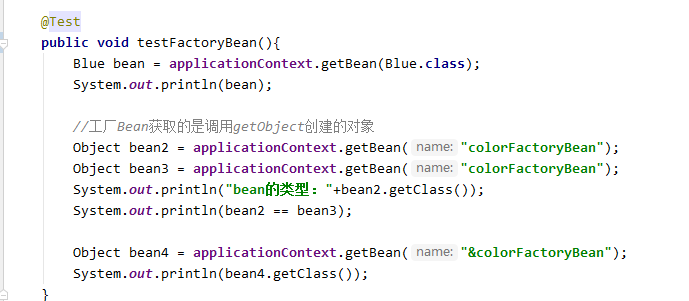 @Test
public void testFactoryBean(){
Blue bean = applicationContext.getBean(Blue.class);
System.out.println(bean);
//工厂Bean获取的是调用getObject创建的对象
Object bean2 = applicationContext.getBean( name: "colorFactoryBean");
Object bean3 = applicationContext.getBean( name: "colorFactoryBean");
System.out.println("bean的类型："+bean2.getClass());
System.out.println(bean2 == bean3);
Object bean4 = applicationContext.getBean( name: "&colorFactoryBean");
System.out.println(bean4.getClass());
}